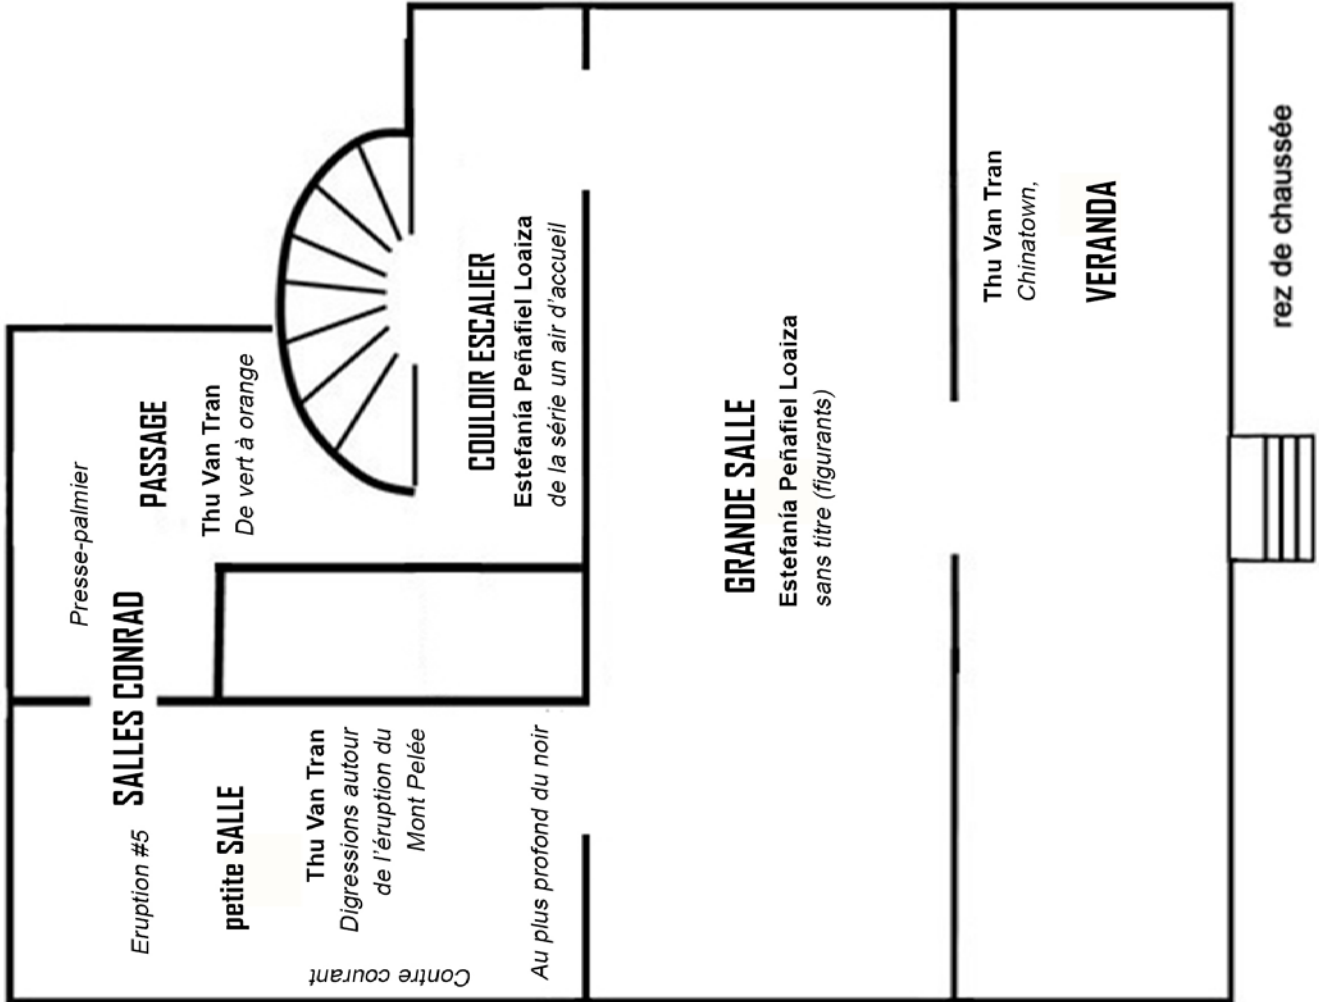 Presse-palmier
PASSAGE
Thu Van Tran
De vert à orange
SALLES CONRAD
Eruption #5
petite SALLE
Thu Van Tran
Digressions autour
de l'éruption du
Mont Pelée
Contre courant
Au plus profond du noir
COULOIR ESCALIER
Estefanía Peñafiel Loaiza
de la série un air d'accueil
GRANDE SALLE
Estefanía Peñafiel Loaiza
sans titre (figurants)
Thu Van Tran
Chinatown,
VERANDA
rez de chaussée